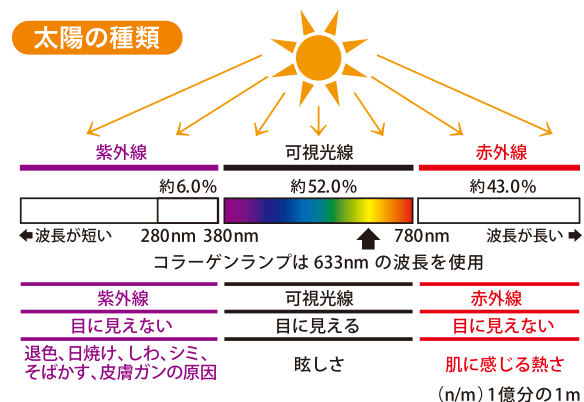 太陽の種類
紫外線 可視光線 赤外線
約6.0% 約52.0% 約43.0%
波長が短い 280nm 380nm 780nm 波長が長い
コラーゲンランプは633nm の波長を使用
紫外線 可視光線 赤外線
目に見えない 目に見える 目に見えない
退色、日焼け、しわ、シミ、
そばかす、皮膚ガンの原因 眩しさ 肌に感じる熱さ
(n/m)1億分の1m